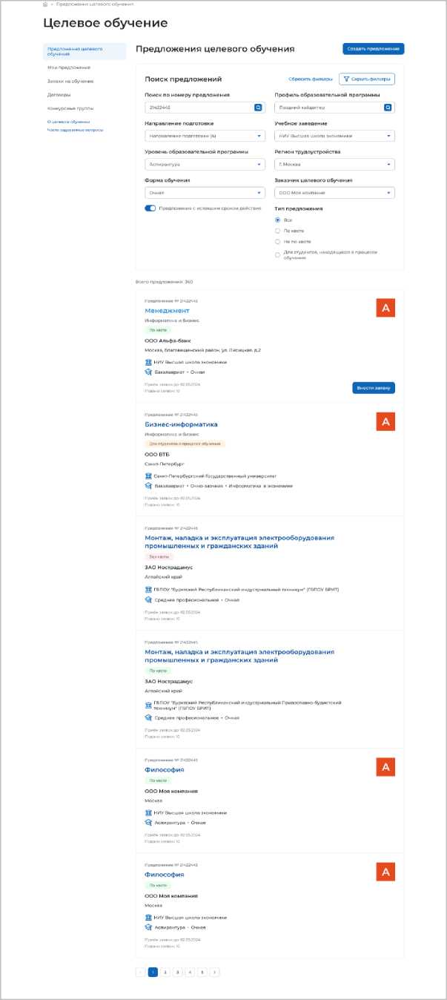 Предложения целевого обучения
Целевое обучение
Предложения целевого обучения
Мои предложения
Заказы на обучение
Договоры
Конкурсные группы
О целевом обучении
Часто задаваемые вопросы
Предложения целевого обучения
Создать предложение
Поиск предложений
Сбросить фильтры
Скрыть фильтры
Поиск по номеру предложения
21422443
Профиль образовательной программы
Поздний хайдеггер
Направление подготовки
Направление подготовки (4)
Учебное заведение
НИУ Высшая школа экономики
Уровень образовательной программы
Аспирантура
Регион трудоустройства
Г. Москва
Форма обучения
Очная
Заказчик целевого обучения
ООО Моя компания
Предложения с истекшим сроком действия
Тип предложения
Все
По квоте
Не по квоте
Для студентов, находящихся в процессе
обучения
Всего предложений: 360
Предложение № 21422443
Менеджмент
Информатика и бизнес
По квоте
ООО Альфа-банк
Москва, Благовещенский район, ул. Лисицкая, д.2
НИУ Высшая школа экономики
Бакалавриат • Очная
Приём заявок до: 02.05.2024
Подано заявок: 10
Внести заявку
А
Предложение № 21422443
Бизнес-информатика
Информатика и бизнес
Для студентов в процессе обучения
ООО ВТБ
Санкт-Петербург
Санкт-Петербургский Государственный университет
Бакалавриат • Очно-заочная • Информатика в экономике
Приём заявок до: 02.05.2024
Подано заявок: 10
А
Предложение № 21422443
Монтаж, наладка и эксплуатация электрооборудования
промышленных и гражданских зданий
Без квоты
ЗАО Нострадамус
Алтайский край
ГБПОУ "Бурятский Республиканский индустриальный техникум" (ГБПОУ БРИТ)
Среднее професиональное • Очная
Приём заявок до: 02.05.2024
Подано заявок: 10
Предложение № 21422443
Монтаж, наладка и эксплуатация электрооборудования
промышленных и гражданских зданий
По квоте
ЗАО Нострадамус
Алтайский край
ГБПОУ "Бурятский Республиканский индустриальный Православно-будистский
техникум" (ГБПОУ БРИТ)
Среднее професиональное • Очная
Приём заявок до: 02.05.2024
Подано заявок: 10
Предложение № 21422443
Философия
По квоте
ООО Моя компания
Москва
НИУ Высшая школа экономики
Аспирантура • Очная
Приём заявок до: 02.05.2024
Подано заявок: 10
А
Предложение № 21422443
Философия
По квоте
ООО Моя компания
Москва
НИУ Высшая школа экономики
Аспирантура • Очная
Приём заявок до: 02.05.2024
Подано заявок: 10
А
1 2 3 4 5